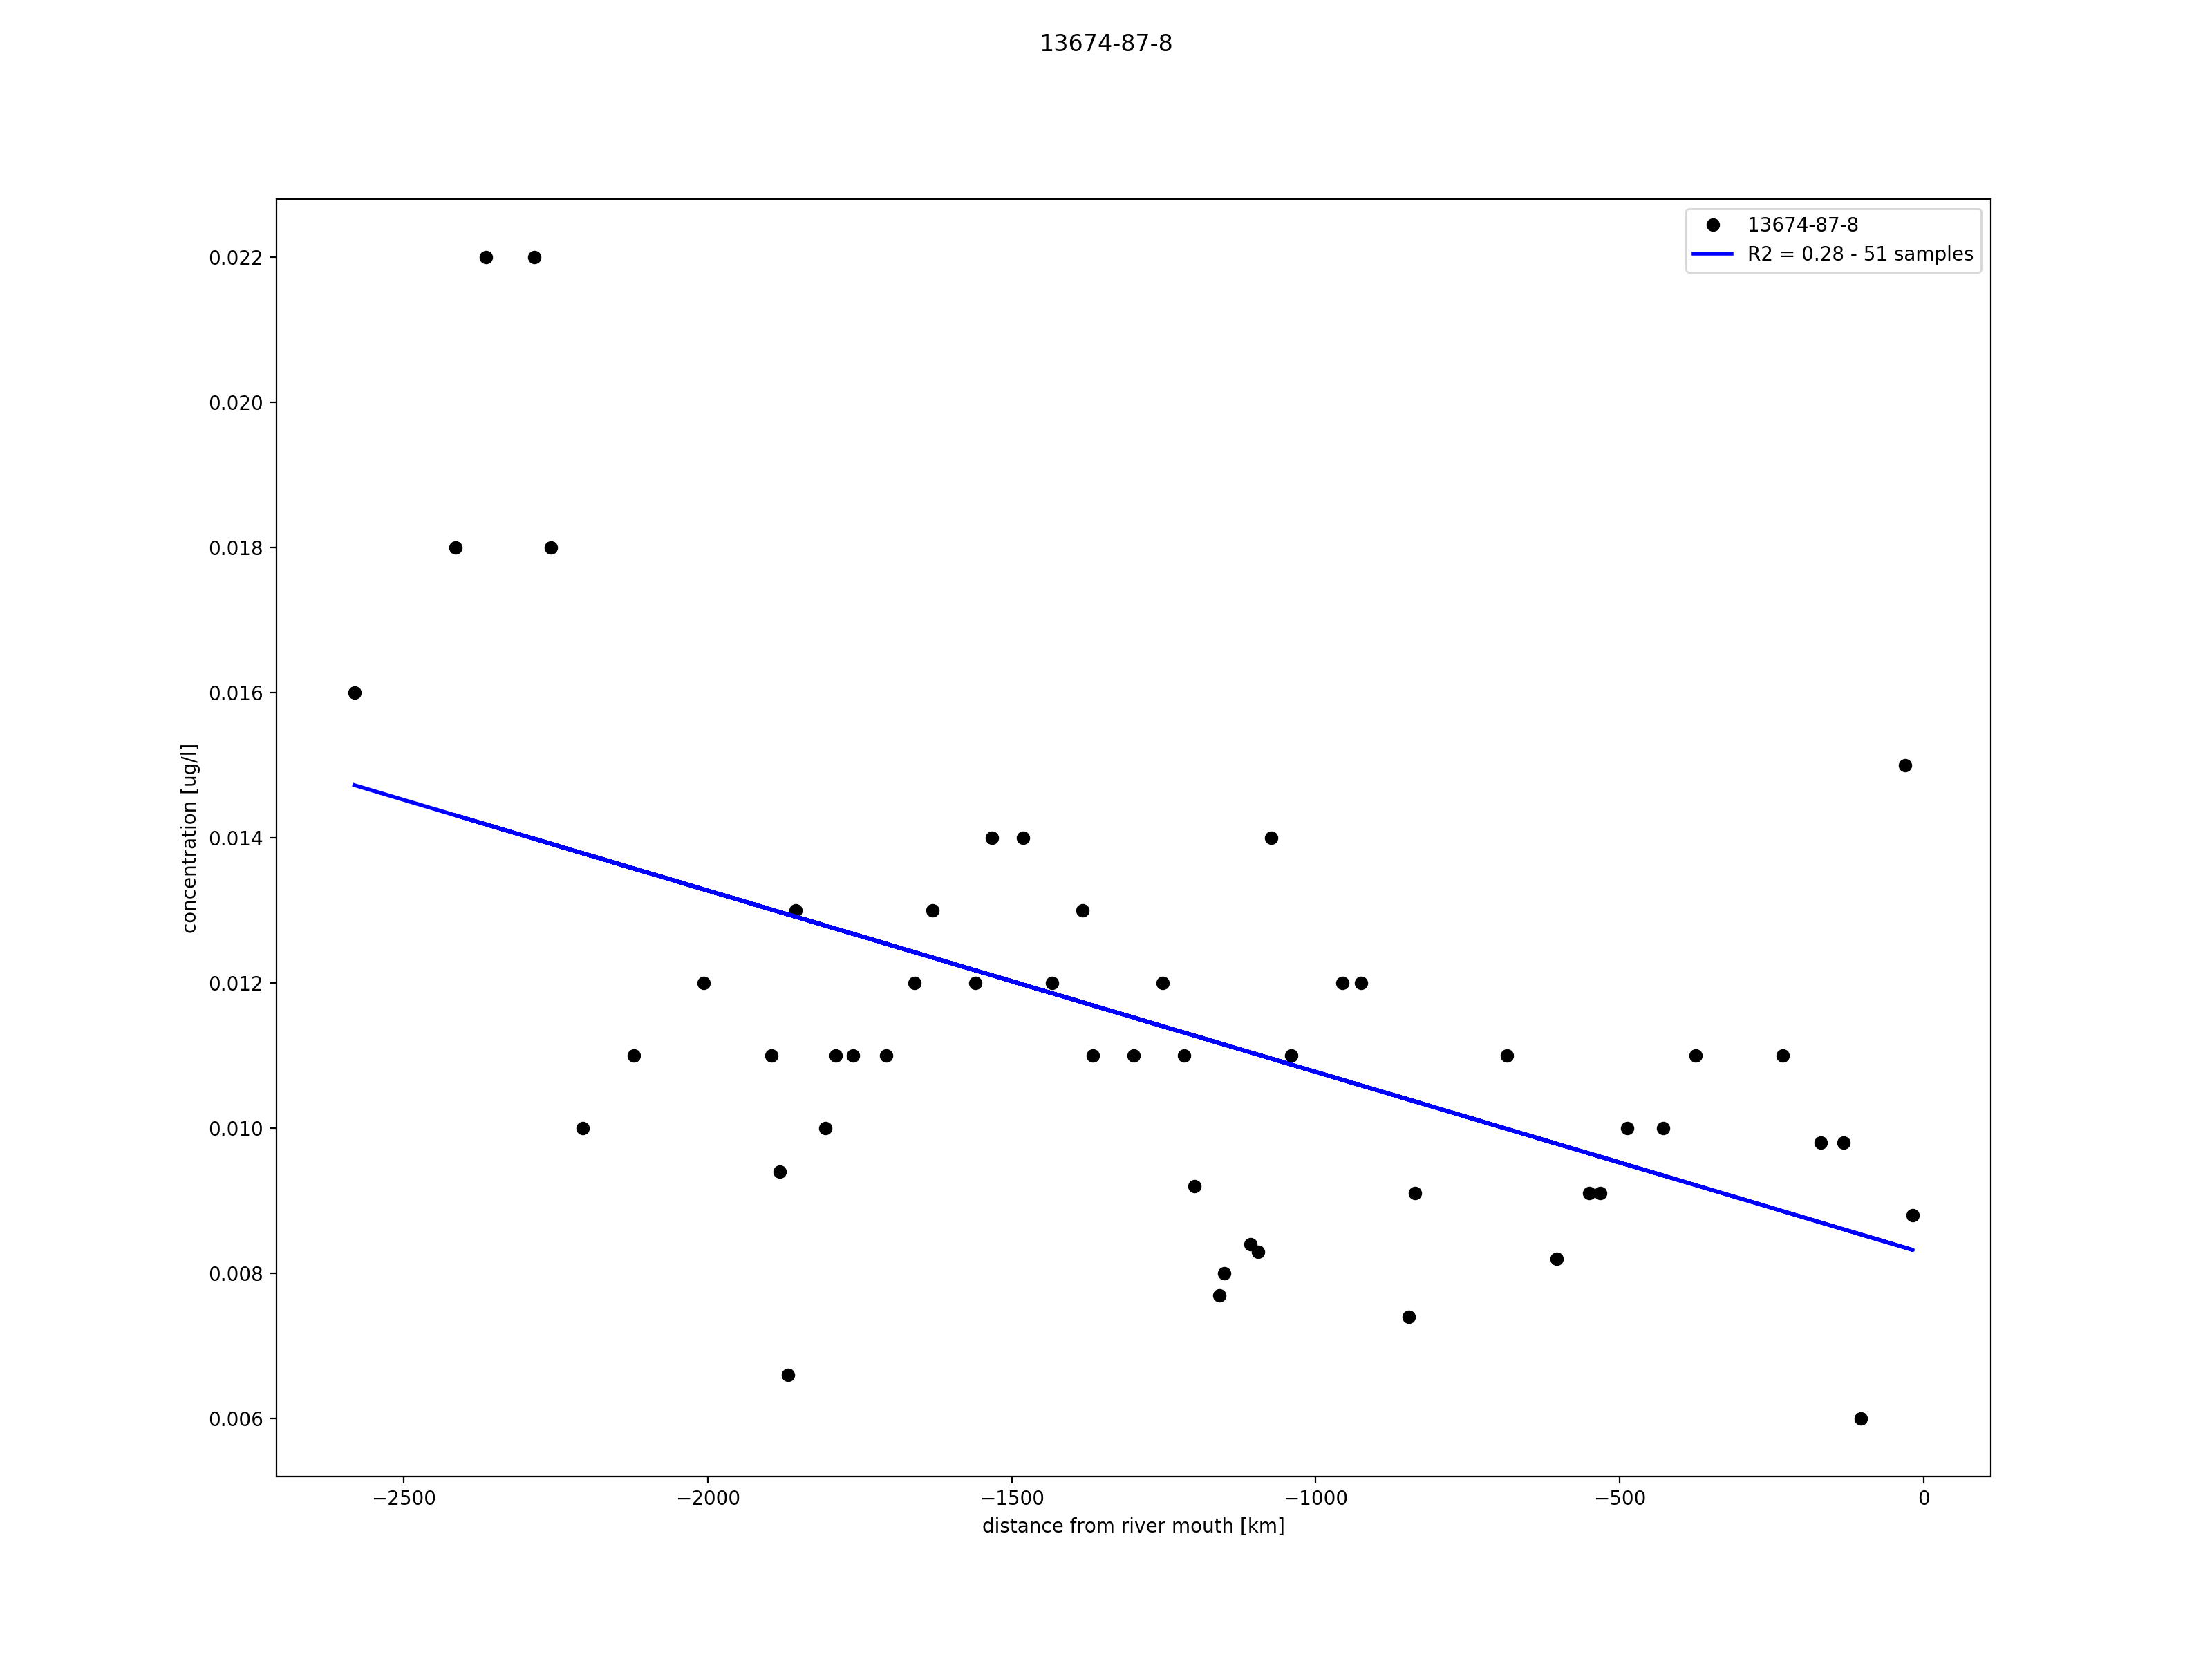 13674-87-8
13674-87-8
R2 = 0.28 - 51 samples
0.022
0.020
0.018
0.016
0.014
0.012
0.010
0.008
0.006
concentration [ug/l]
−2500 −2000 −1500 −1000 −500 0
distance from river mouth [km]